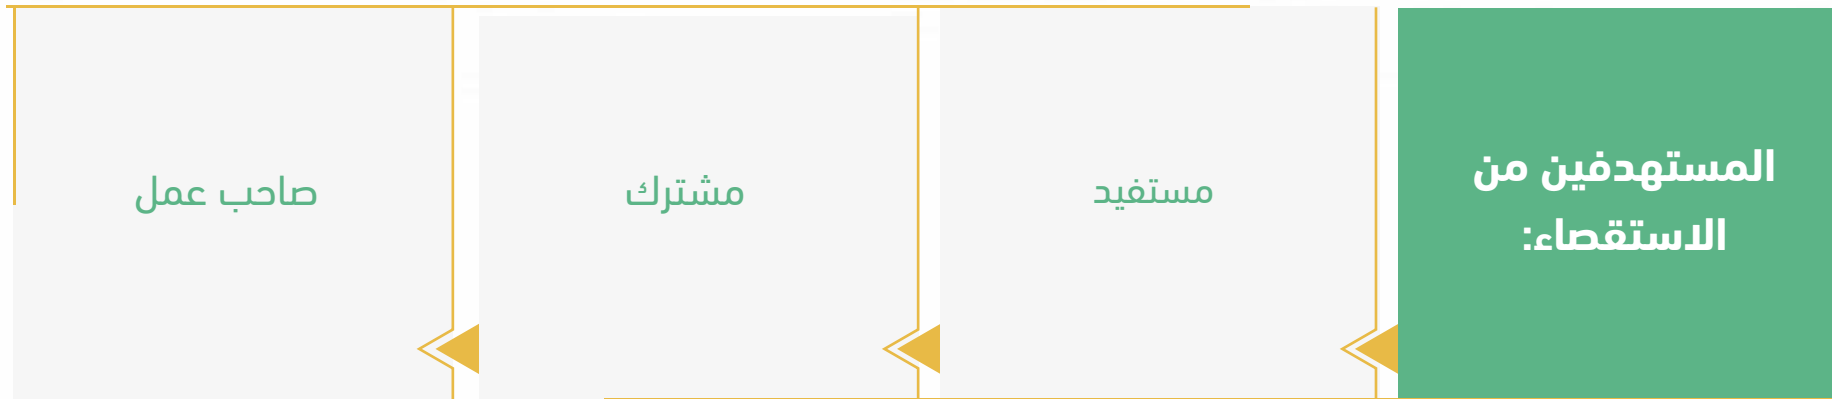 المستهدفين من
الاستقصاء:
مستفيد
مشترك
صاحب عمل